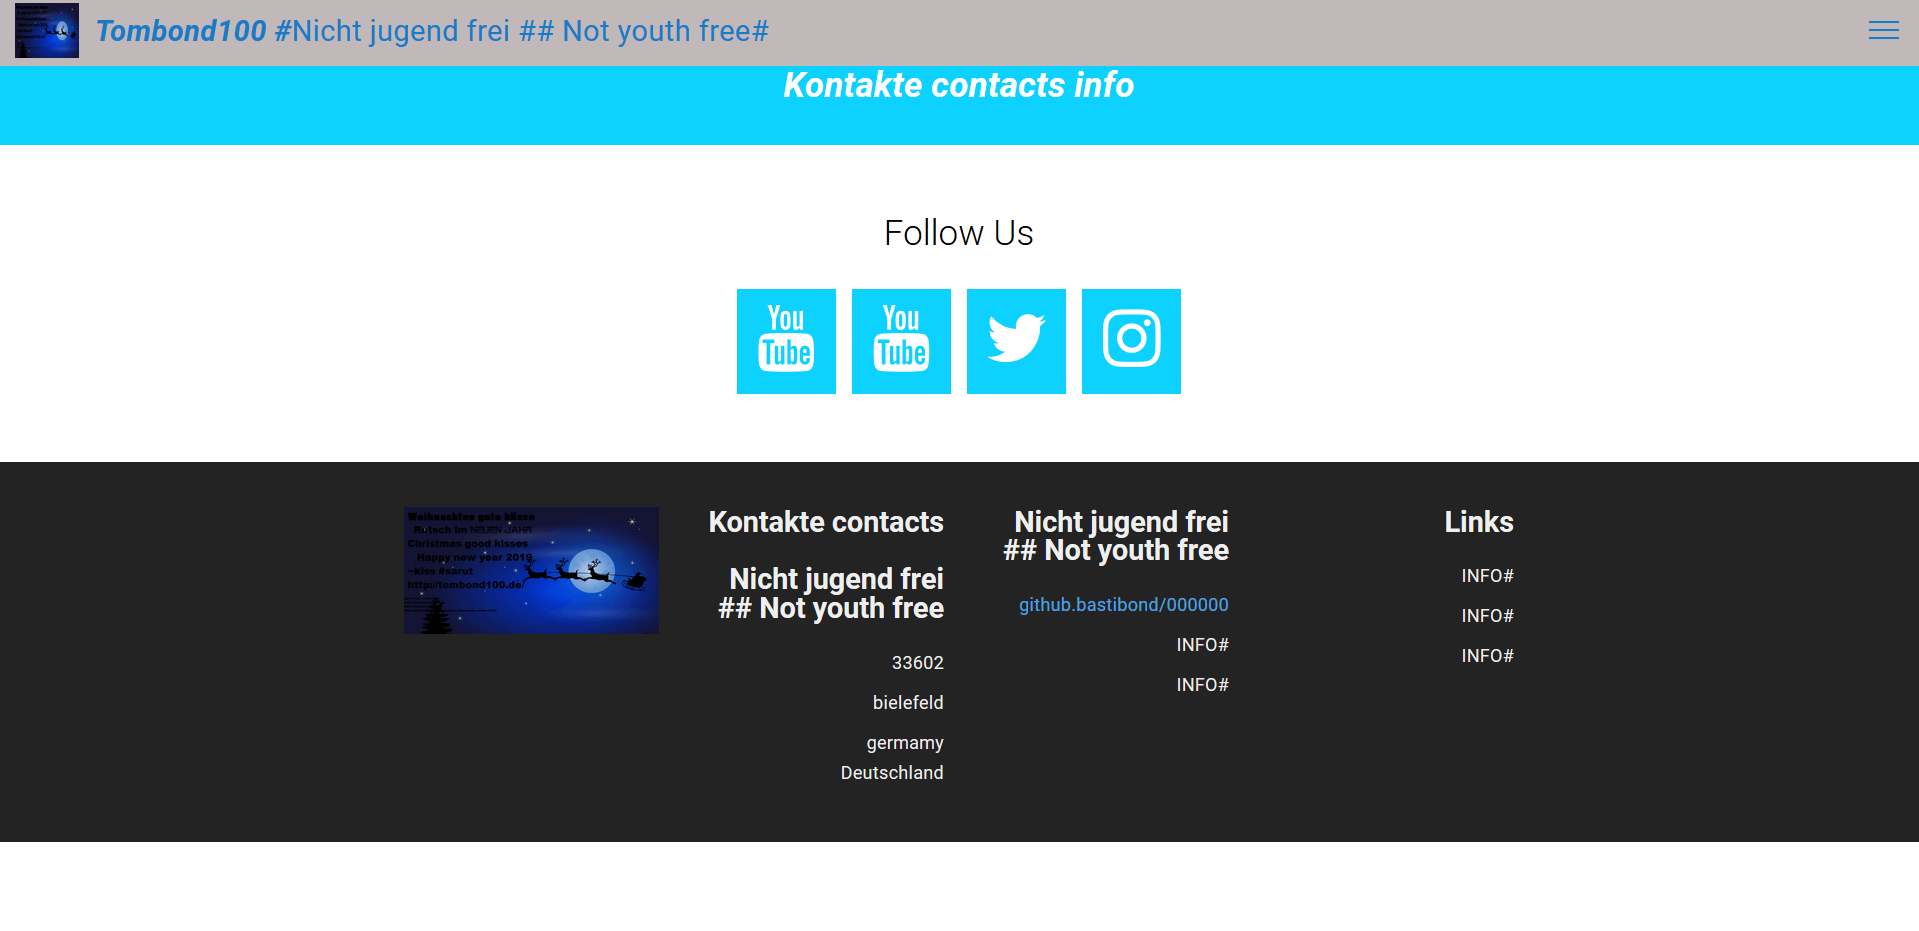 Tombond100 #Nicht jugend frei ## Not youth free#
Kontakte contacts info
Follow Us
You
Tube
You
Tube
Weihnachten gute küsse
Rutsch im NEUEN JAHR
Christmas good kisses
Happy new year 2019
~kiss #sarut
http://tombond100.de/
Kontakte contacts
Nicht jugend frei
## Not youth free
33602
bielefeld
germamy
Deutschland
Nicht jugend frei
## Not youth free
github.bastibond/000000
INFO#
INFO#
Links
INFO#
INFO#
INFO#